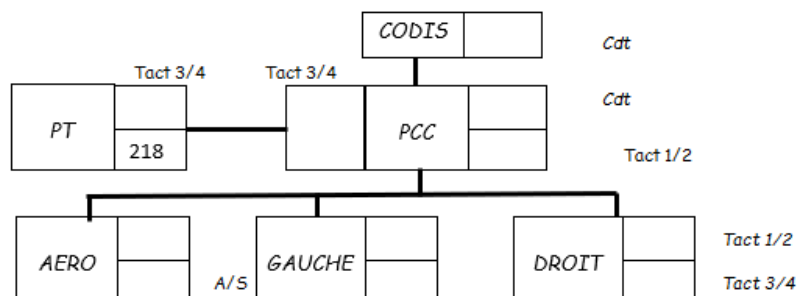 CODIS
Cdt
Tact 3/4
Tact 3/4
PT
218
PCC
Cdt
Tact 1/2
AERO
A/S
GAUCHE
DROIT
Tact 1/2
Tact 3/4